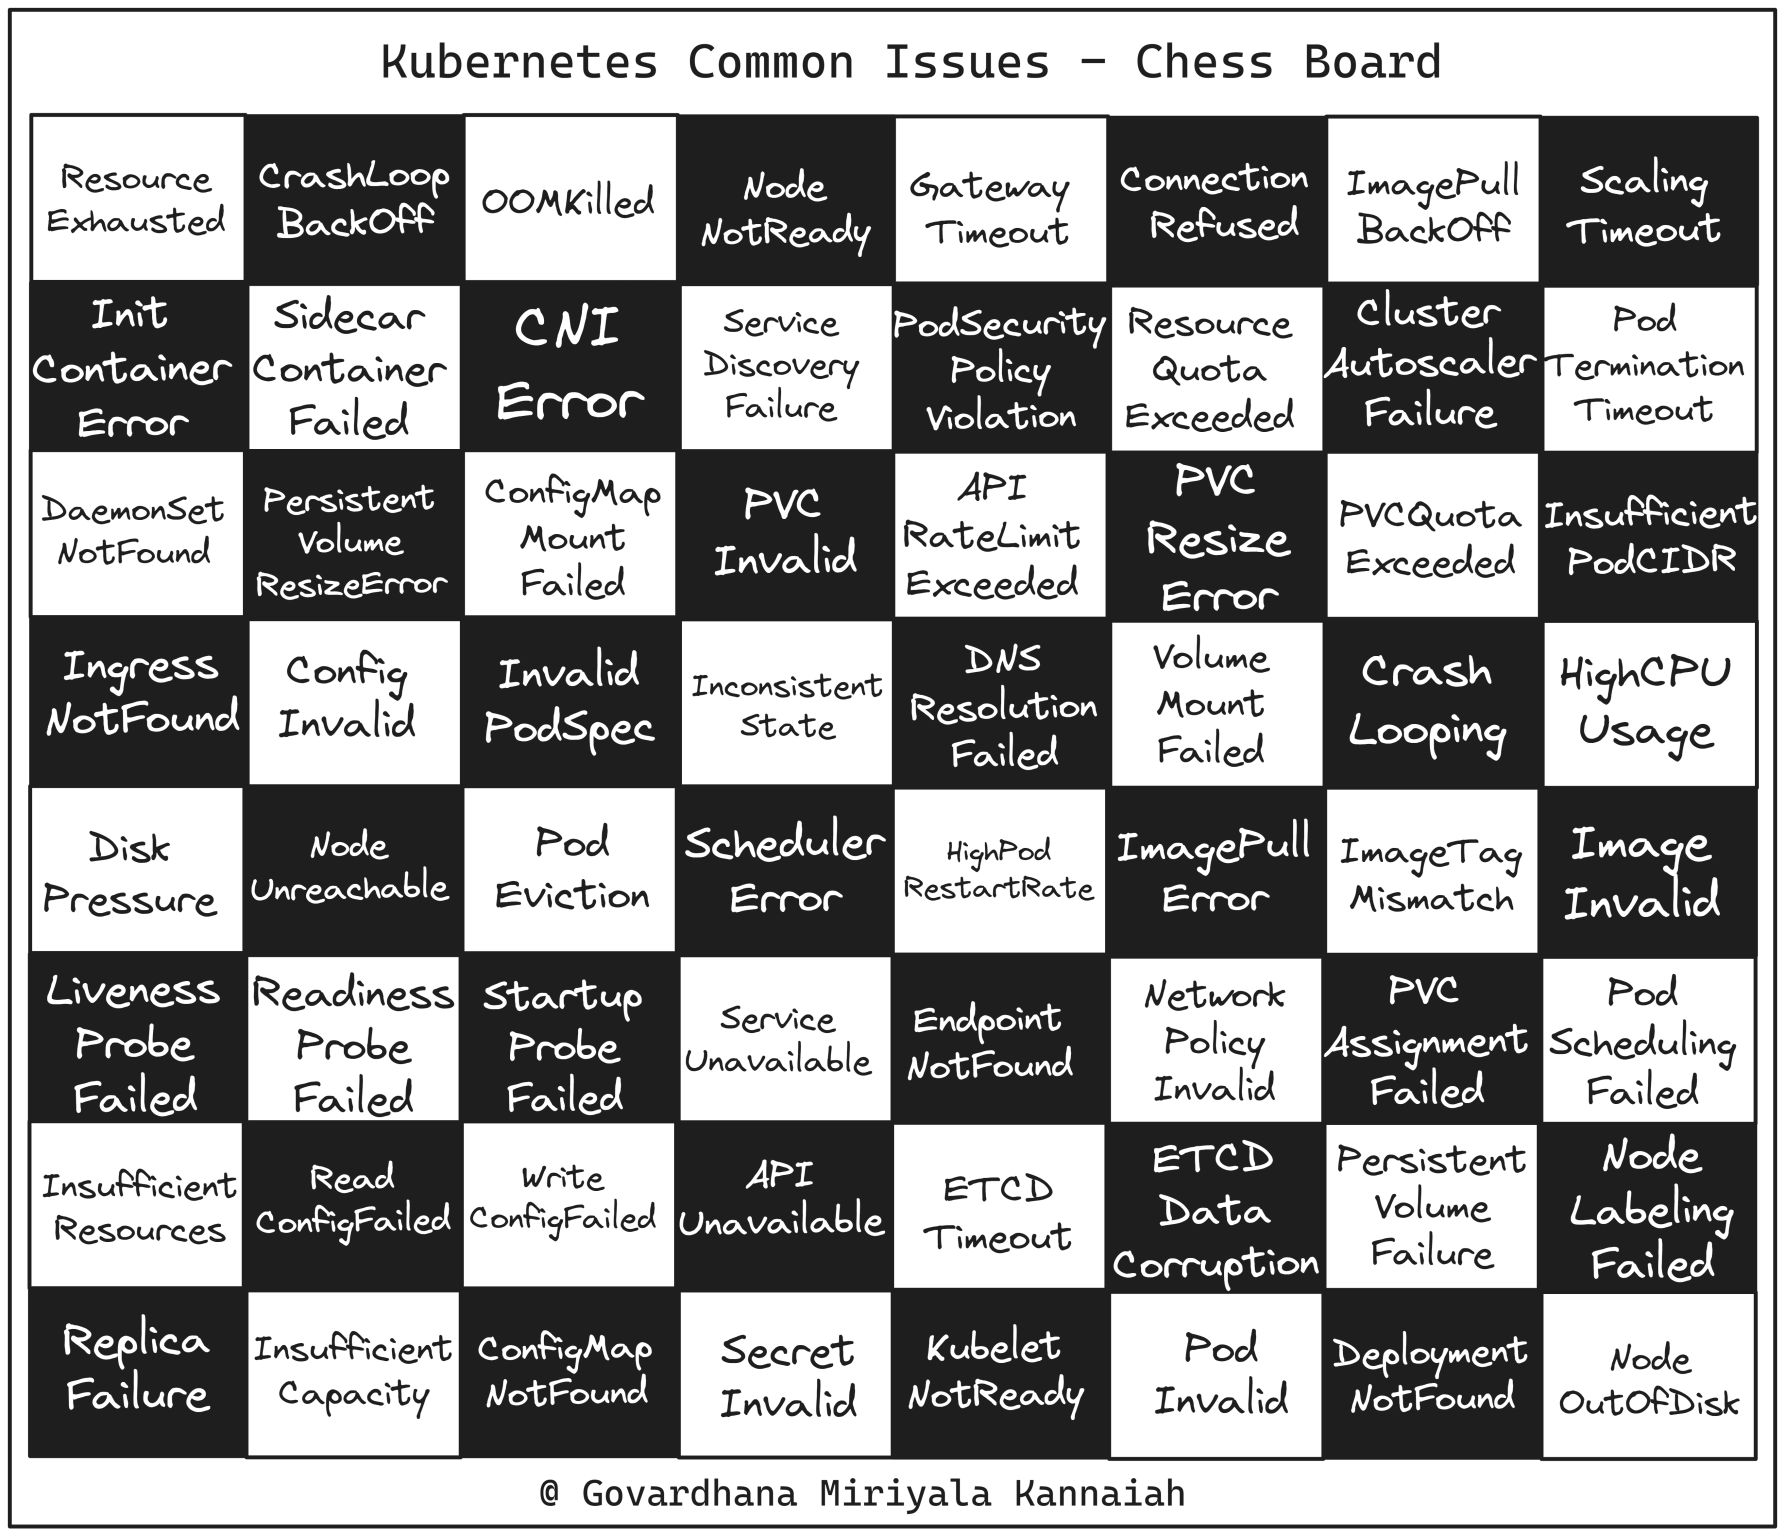 Kubernetes Common Issues - Chess Board
Resource
Exhausted
CrashLoop
BackOff
OOMKilled
Node
NotReady
Gateway
Timeout
Connection
Refused
ImagePull
BackOff
Scaling
Timeout
Init
Container
Error
Sidecar
Container
Failed
CNI
Error
Service
Discovery
Failure
PodSecurity
Policy
Violation
Resource
Quota
Exceeded
Cluster
Autoscaler
Failure
Pod
Termination
Timeout
DaemonSet
NotFound
Persistent
Volume
ResizeError
ConfigMap
Mount
Failed
PVC
Invalid
API
RateLimit
Exceeded
PVC
Resize
Error
PVCQuota
Exceeded
Insufficient
PodCIDR
Ingress
NotFound
Config
Invalid
Invalid
PodSpec
Inconsistent
State
DNS
Resolution
Failed
Volume
Mount
Failed
Crash
Looping
HighCPU
Usage
Disk
Pressure
Node
Unreachable
Pod
Eviction
Scheduler
Error
HighPod
RestartRate
ImagePull
Error
ImageTag
Mismatch
Image
Invalid
Liveness
Probe
Failed
Readiness
Probe
Failed
Startup
Probe
Failed
Service
Unavailable
Endpoint
NotFound
Network
Policy
Invalid
PVC
Assignment
Failed
Pod
Scheduling
Failed
Insufficient
Resources
Read
ConfigFailed
Write
ConfigFailed
API
Unavailable
ETCD
Timeout
ETCD
Data
Corruption
Persistent
Volume
Failure
Node
Labeling
Failed
Replica
Failure
Insufficient
Capacity
ConfigMap
NotFound
Secret
Invalid
Kubelet
NotReady
Pod
Invalid
Deployment
NotFound
Node
OutOfDisk
@ Govardhana Miriyala Kannaiah